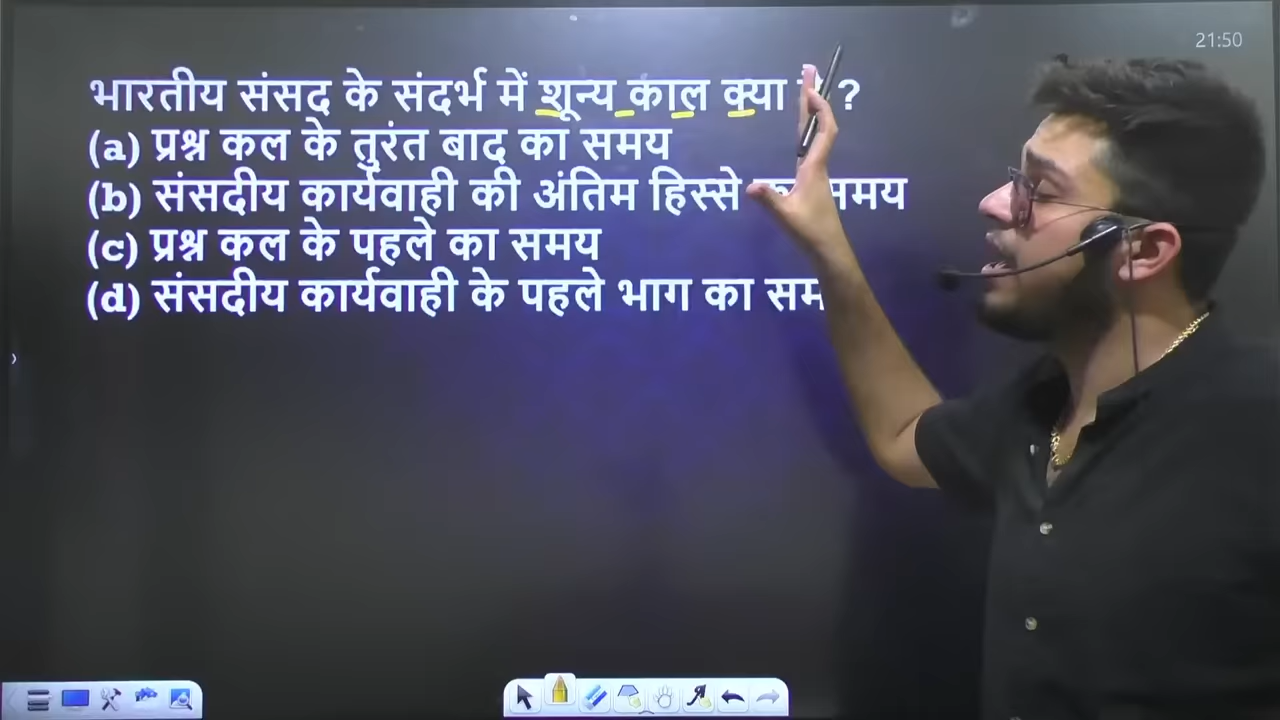 21:50
भारतीय संसद के संदर्भ में शून्य काल क्या ?
(a) प्रश्न कल के तुरंत बाद का समय
(b) संसदीय कार्यवाही की अंतिम हिस्से समय
(c) प्रश्न कल के पहले का समय
(d) संसदीय कार्यवाही के पहले भाग का